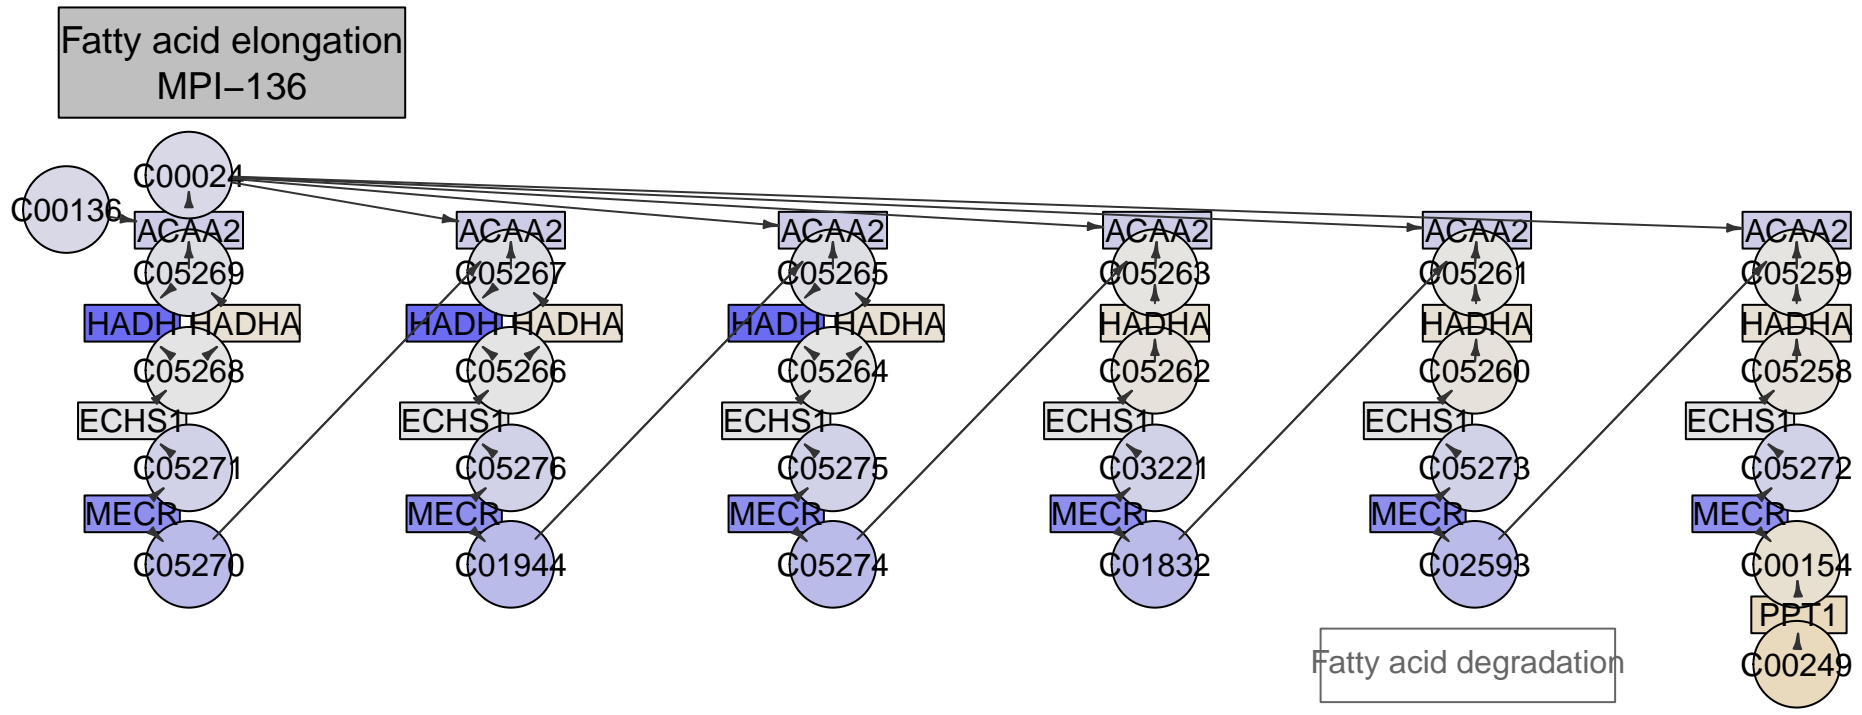 Fatty acid elongation
MPI−136
C00024
C00136
ACAA2 ACAA2 ACAA2 ACAA2 ACAA2 ACAA2
C05269 C05267 C05265 C05263 C05261 C05259
HADH HADHA HADH HADHA HADH HADHA HADHA HADHA HADHA
C05268 C05266 C05264 C05262 C05260 C05258
ECHS1 ECHS1 ECHS1 ECHS1 ECHS1 ECHS1
C05271 C05276 C05275 C03221 C05273 C05272
MECR MECR MECR MECR MECR MECR
C05270 C01944 C05274 C01832 C02593 C00154
PPT1
Fatty acid degradation C00249